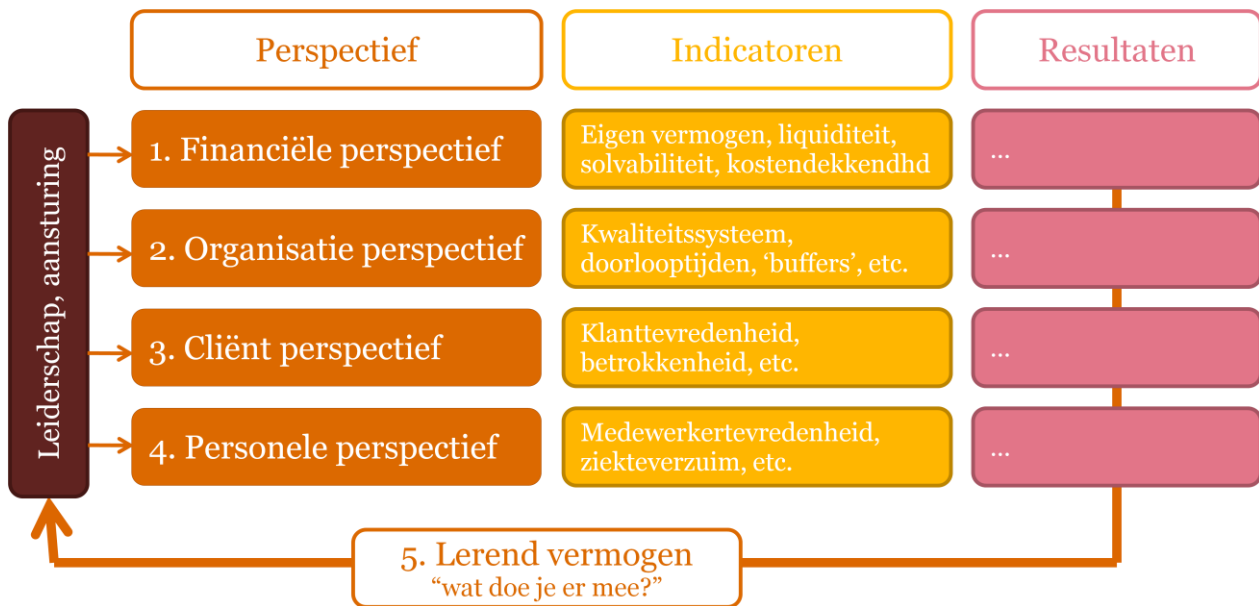 Perspectief
Indicatoren
Resultaten
Leiderschap, aansturing
1. Financiële perspectief
Eigen vermogen, liquiditeit,
solvabiliteit, kostendekkendhd
...
2. Organisatie perspectief
Kwaliteitssysteem,
doorlooptijden, ‘buffers’, etc.
...
3. Cliënt perspectief
Klanttevredenheid,
betrokkenheid, etc.
...
4. Personele perspectief
Medewerkertevredenheid,
ziekteverzuim, etc.
...
5. Lerend vermogen
“wat doe je er mee?”